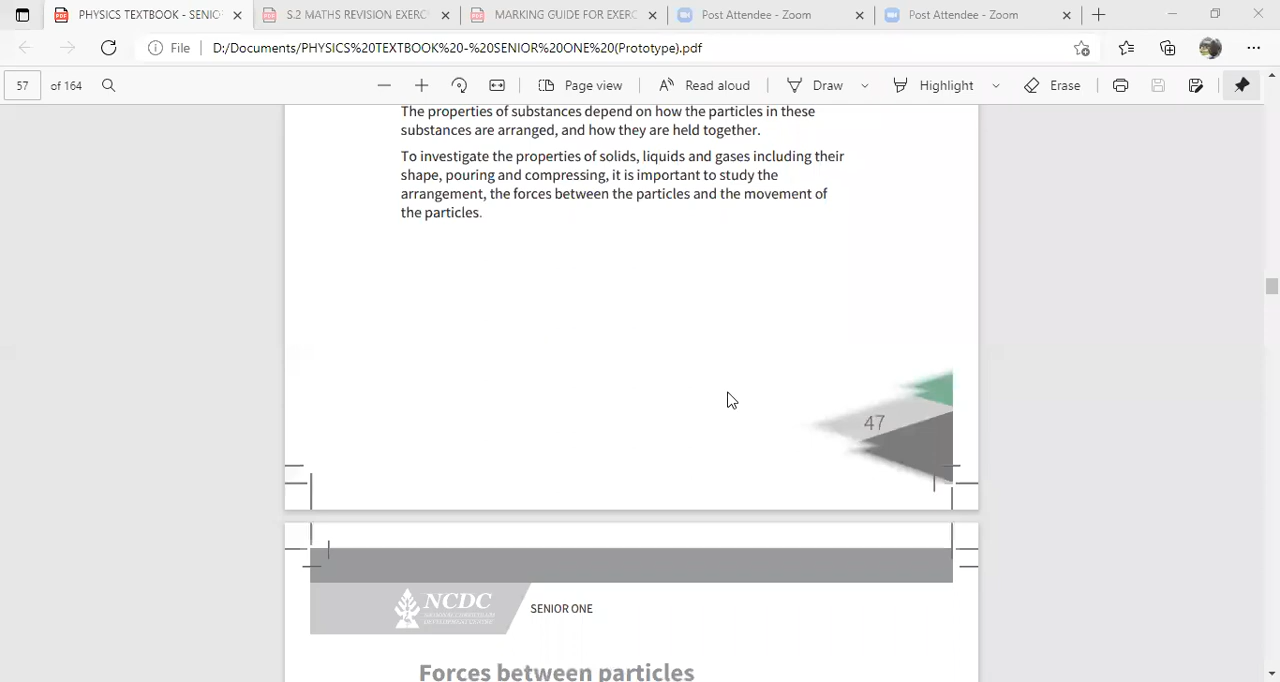 PHYSICS TEXTBOOK - SENIO
S.2 MATHS REVISION EXERC
MARKING GUIDE FOR EXERC
Post Attendee - Zoom
Post Attendee - Zoom
File
D:/Documents/PHYSICS%20TEXTBOOK%20-%20SENIOR%20ONE%20(Prototype).pdf
57 of 164
Page view
Read aloud
Draw
Highlight
Erase
The properties of substances depend on how the particles in these
substances are arranged, and how they are held together.
To investigate the properties of solids, liquids and gases including their
shape, pouring and compressing, it is important to study the
arrangement, the forces between the particles and the movement of
the particles.
47
NCDC
SENIOR ONE
Forces between particles